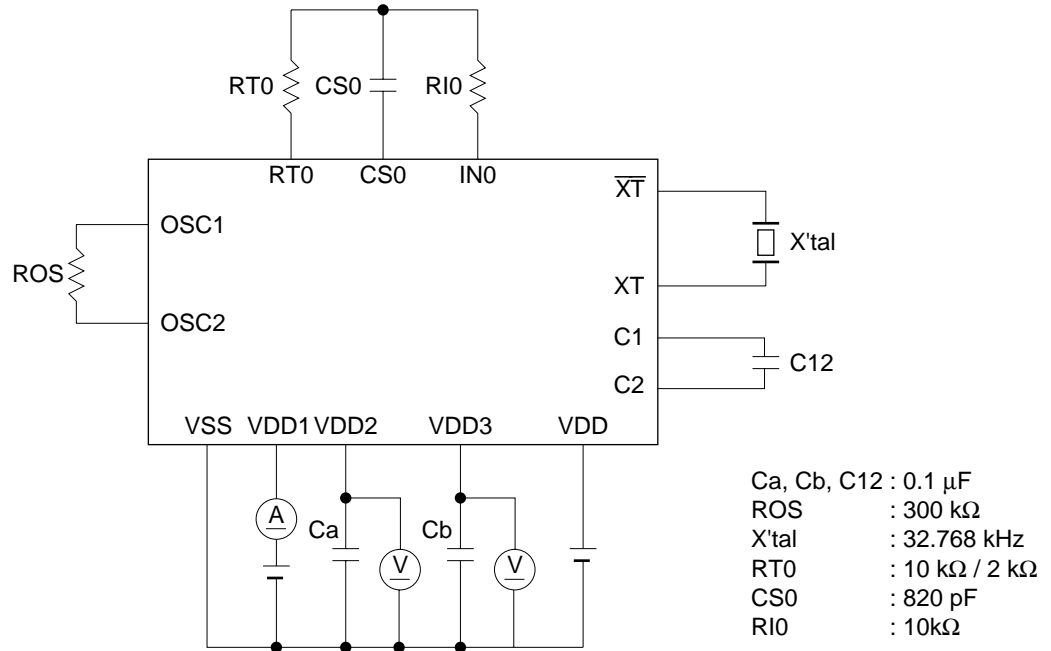 RT0 CS0 RI0
RT0 CS0 IN0
XT
OSC1
X'tal
ROS
XT
OSC2
C1
C12
C2
VSS VDD1 VDD2 VDD3 VDD
A Ca V Cb V
Ca, Cb, C12 : 0.1 μF
ROS : 300 kΩ
X'tal : 32.768 kHz
RT0 : 10 kΩ / 2 kΩ
CS0 : 820 pF
RI0 : 10kΩ